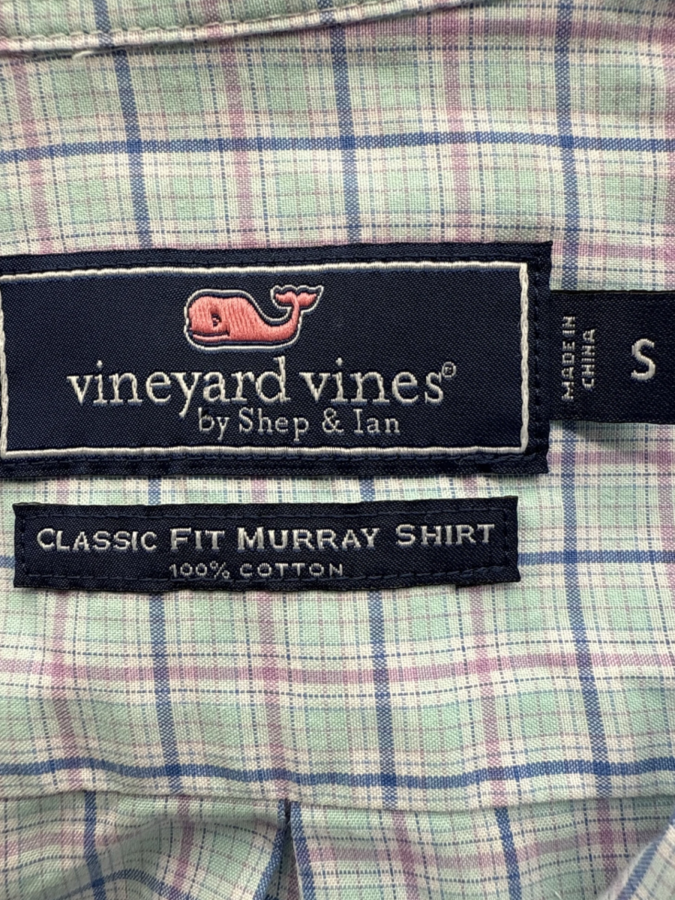 vineyard vines®
by Shep & Ian
MADE IN
CHINA
S
CLASSIC FIT MURRAY SHIRT
100% COTTON